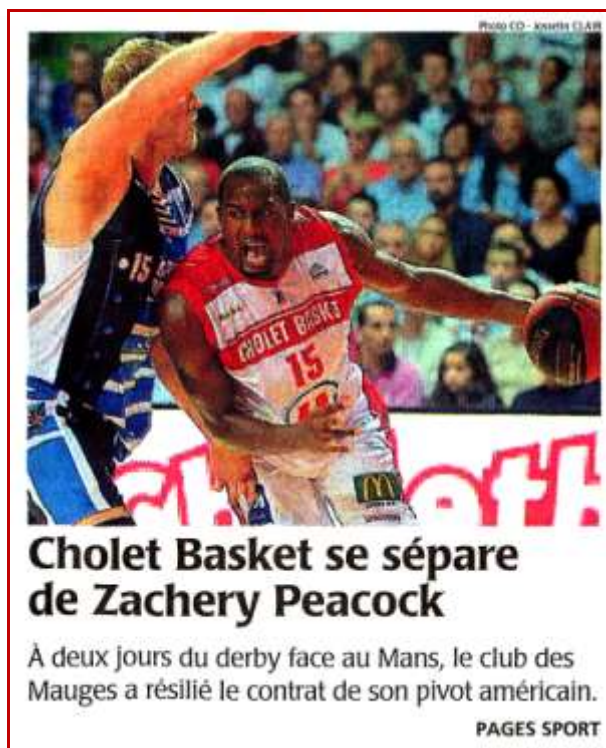 Photo CO - Josselin CLAIR
15
CHOLET BASKET
15
Cholet Basket se sépare
de Zachery Peacock
À deux jours du derby face au Mans, le club des
Mauges a résilié le contrat de son pivot américain.
PAGES SPORT